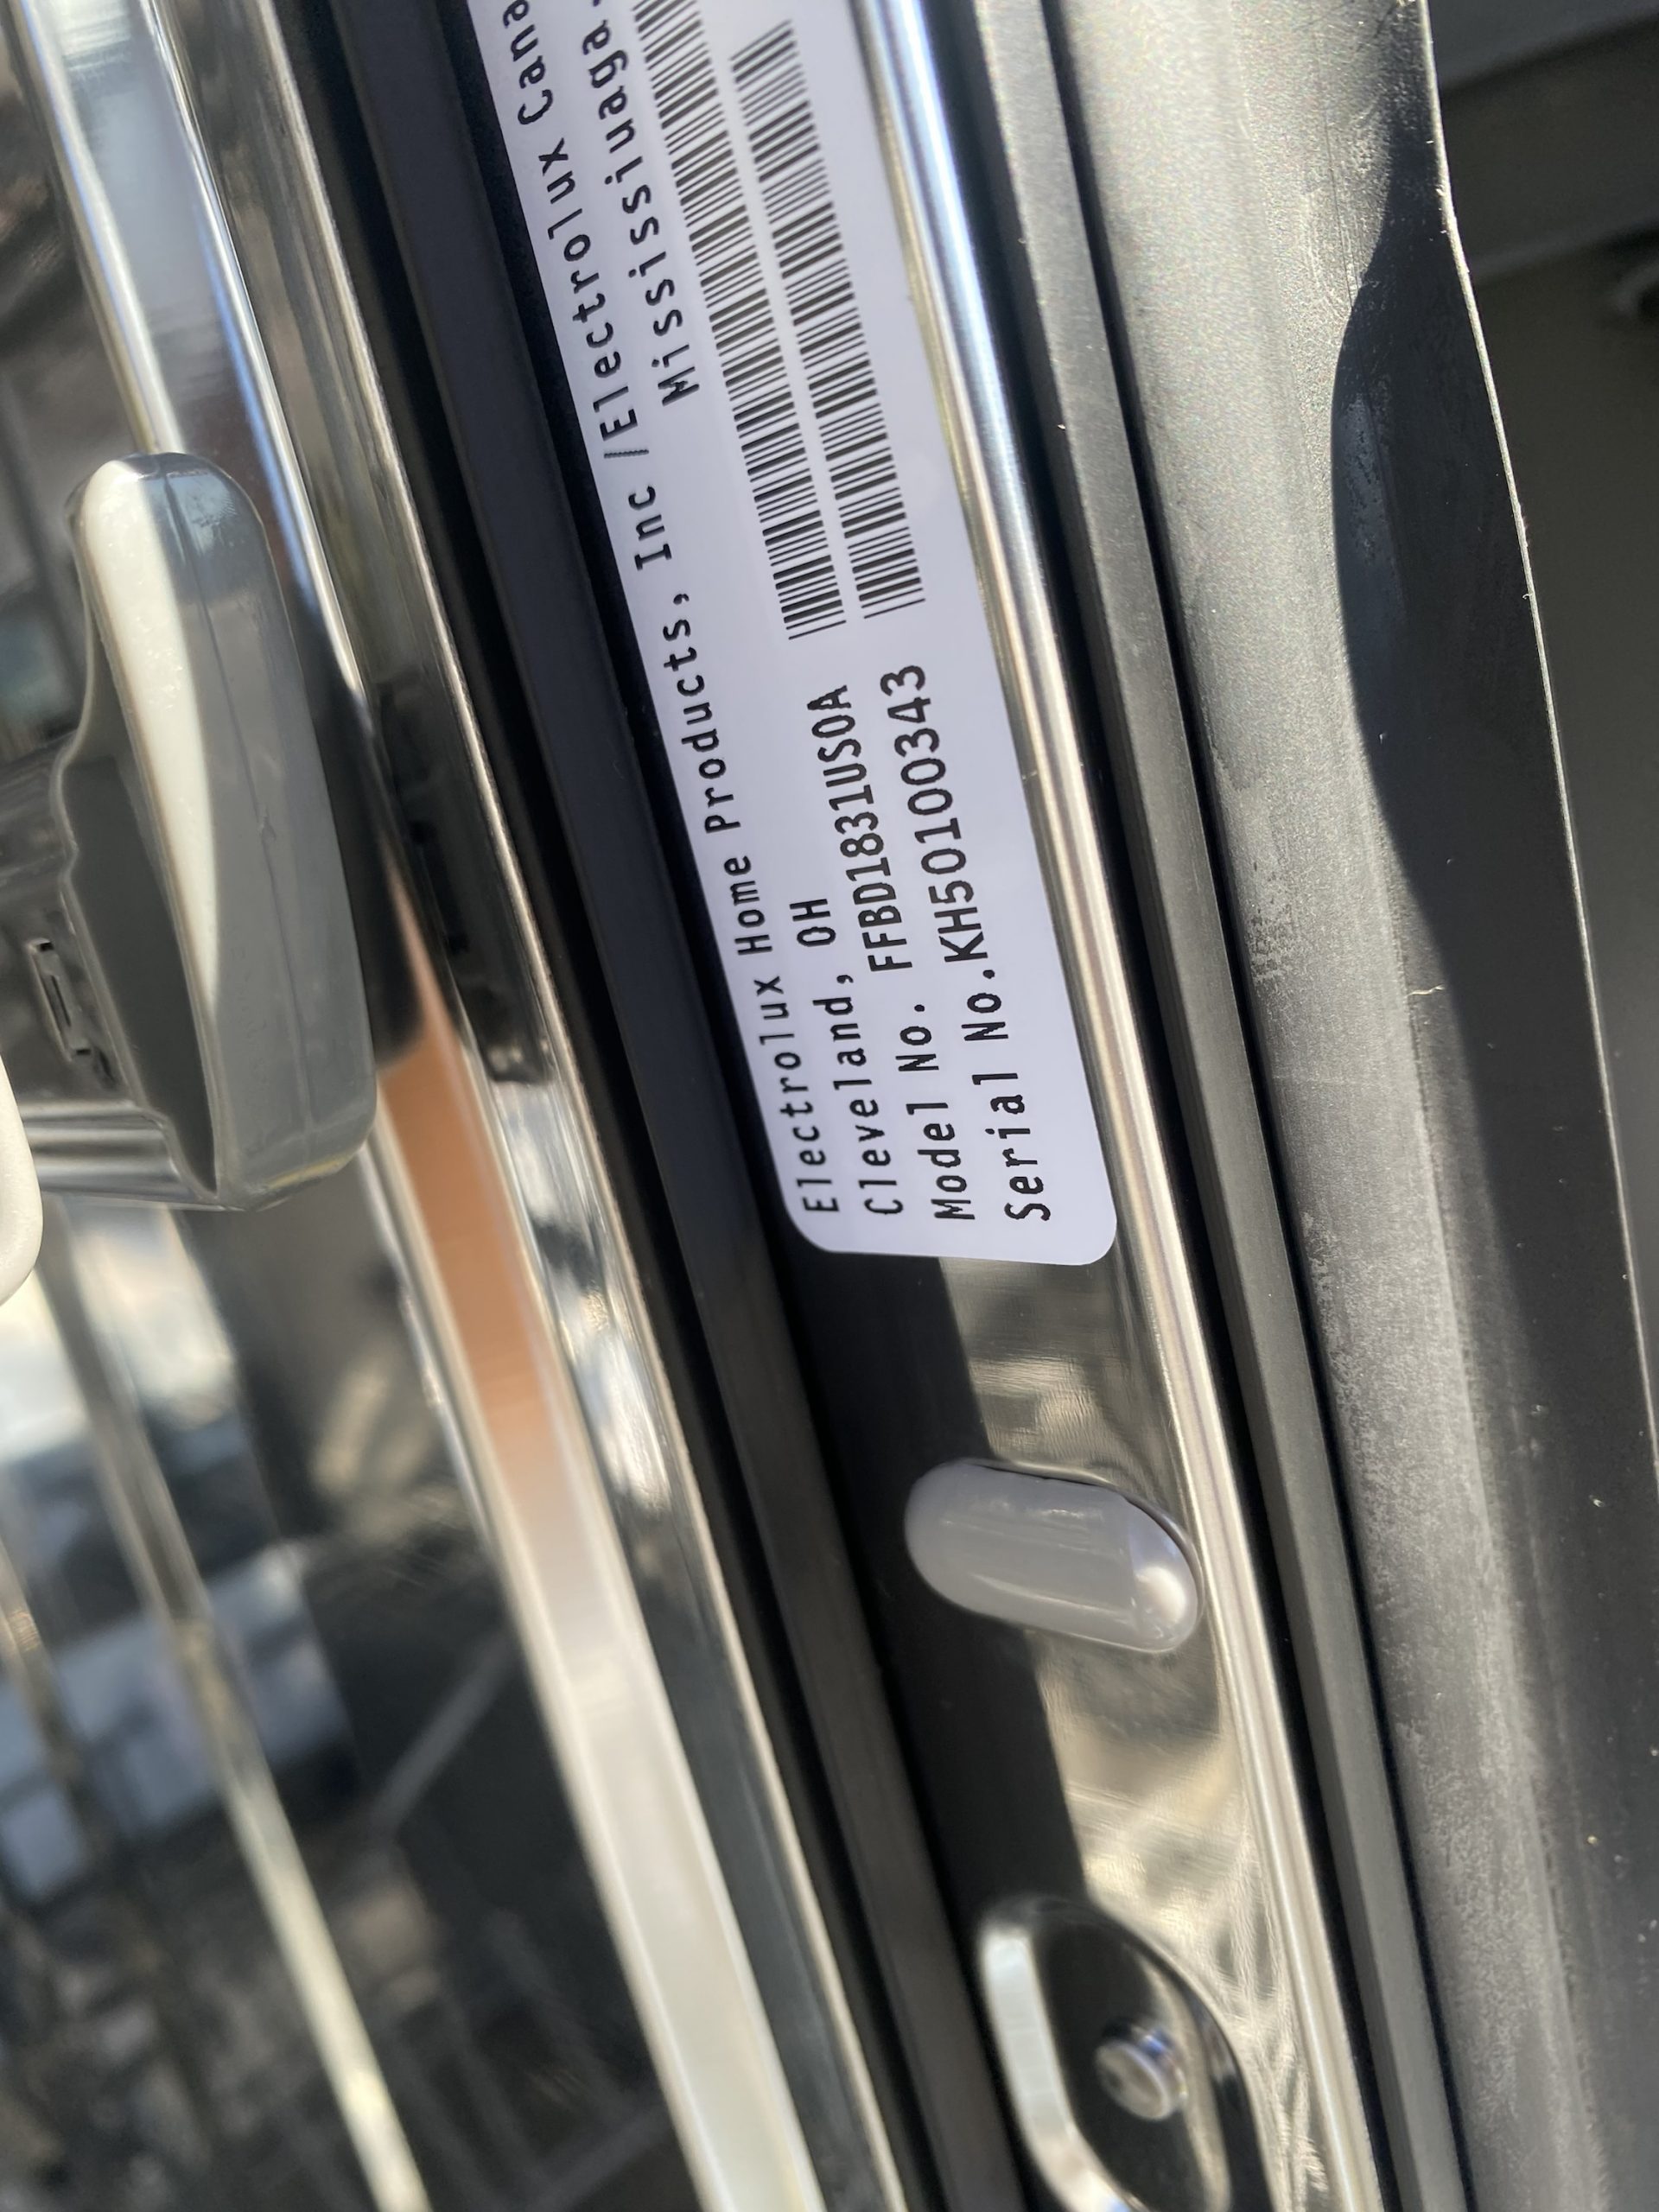 Electrolux Home Products, Inc /Electrolux Cana
Cleveland, OH Mississiuaga
Model No. FFBD1831US0A
Serial No.KH50100343